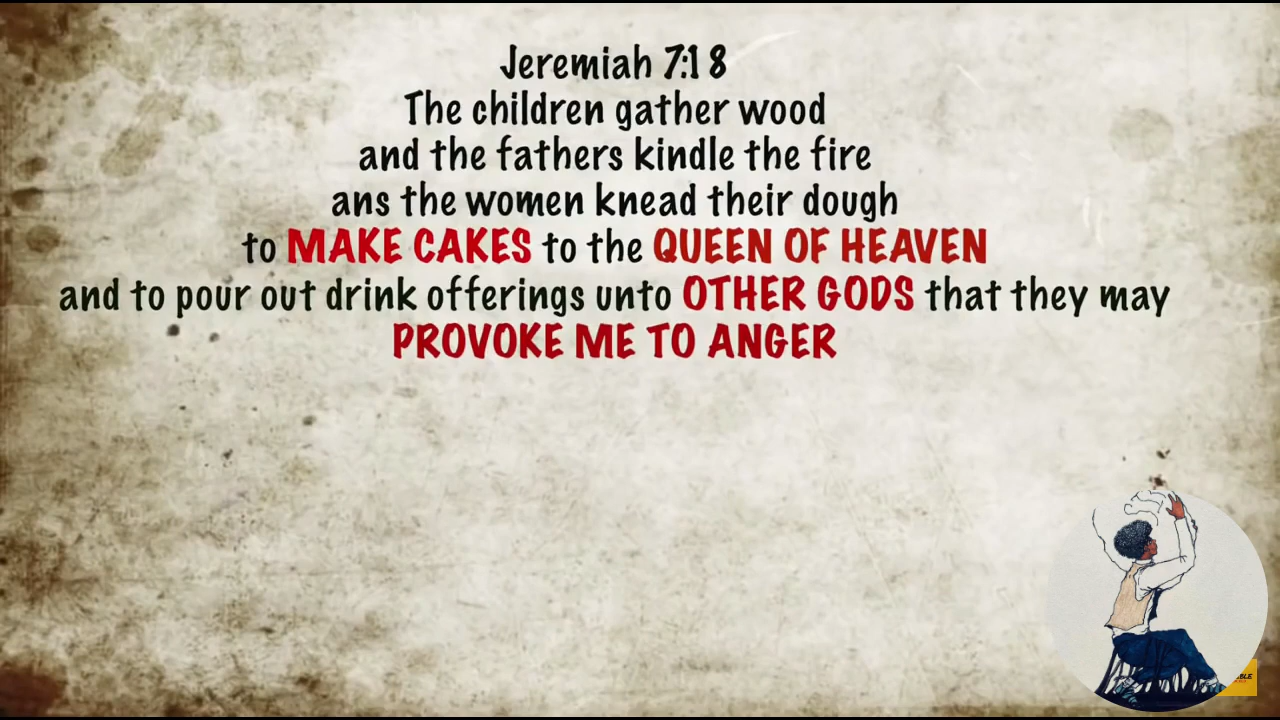 Jeremiah 7:18
The children gather wood
and the fathers kindle the fire
ans the women knead their dough
to MAKE CAKES to the QUEEN OF HEAVEN
and to pour out drink offerings unto OTHER GODS that they may
PROVOKE ME TO ANGER